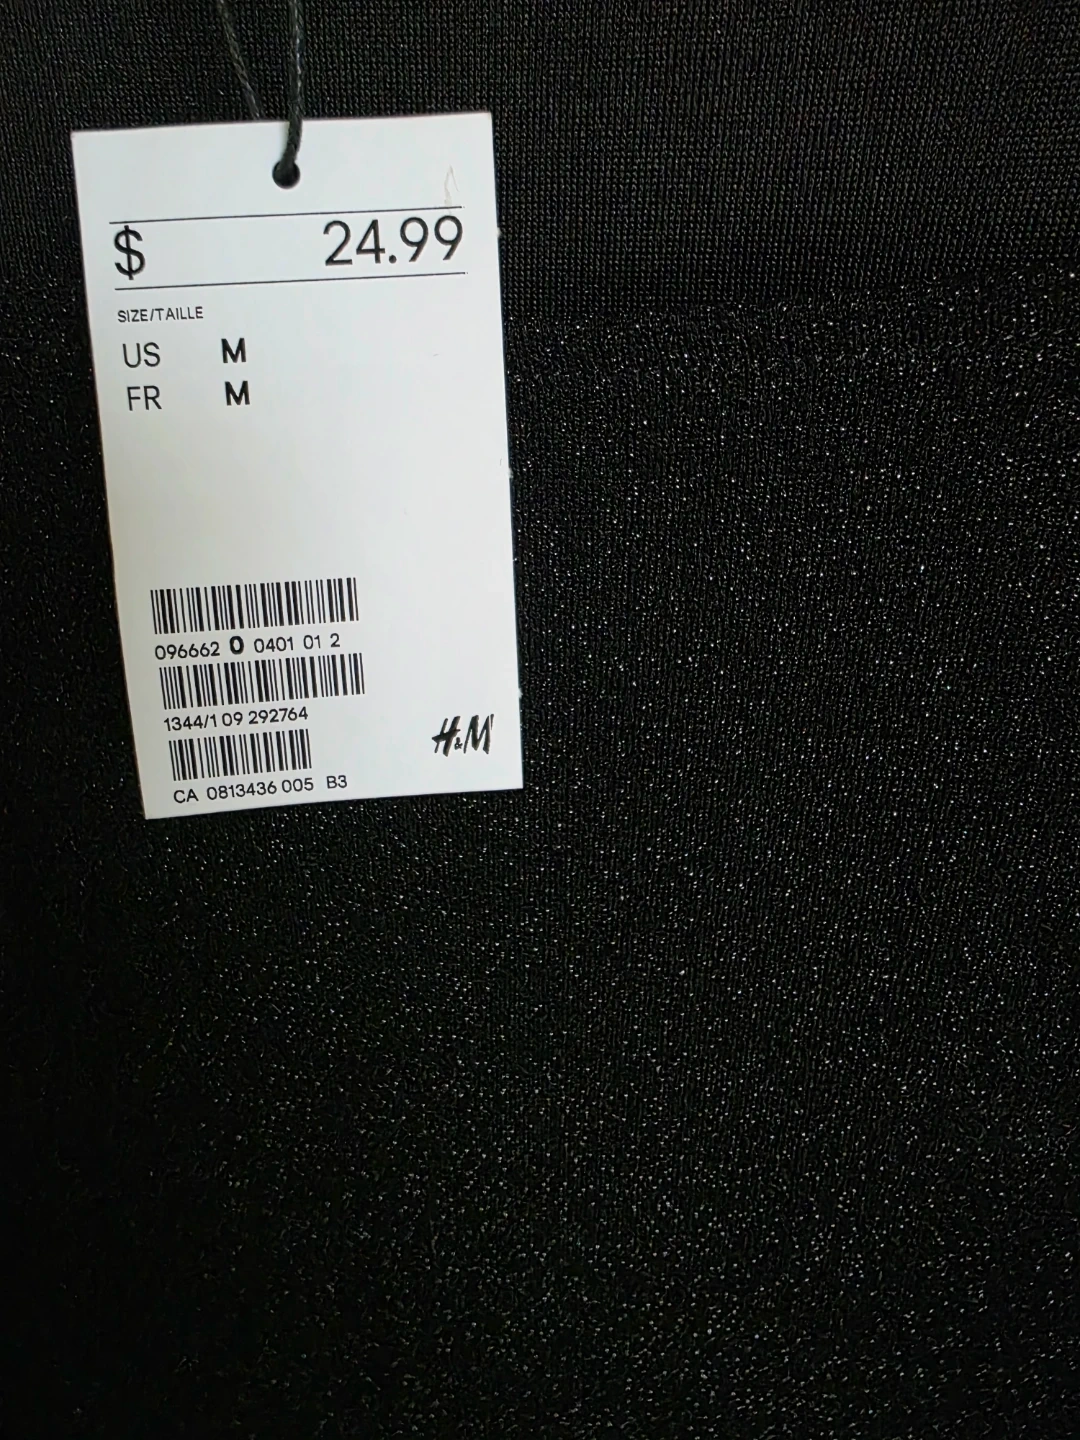 $ 24.99
SIZE/TAILLE
US M
FR M
096662 0 0401 01 2
1344/1 09 292764
H&M
CA 0813436 005 B3